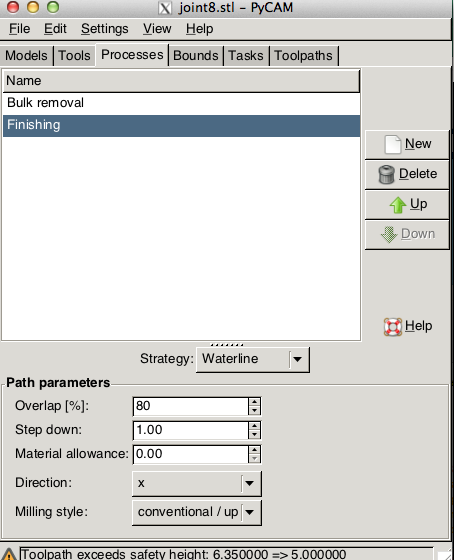 joint8.stl – PyCAM
File Edit Settings View Help
Models Tools Processes Bounds Tasks Toolpaths
Name
Bulk removal
Finishing
New
Delete
Up
Down
Help
Strategy: Waterline
Path parameters
Overlap [%]: 80
Step down: 1.00
Material allowance: 0.00
Direction: x
Milling style: conventional / up
Toolpath exceeds safety height: 6.350000 => 5.000000